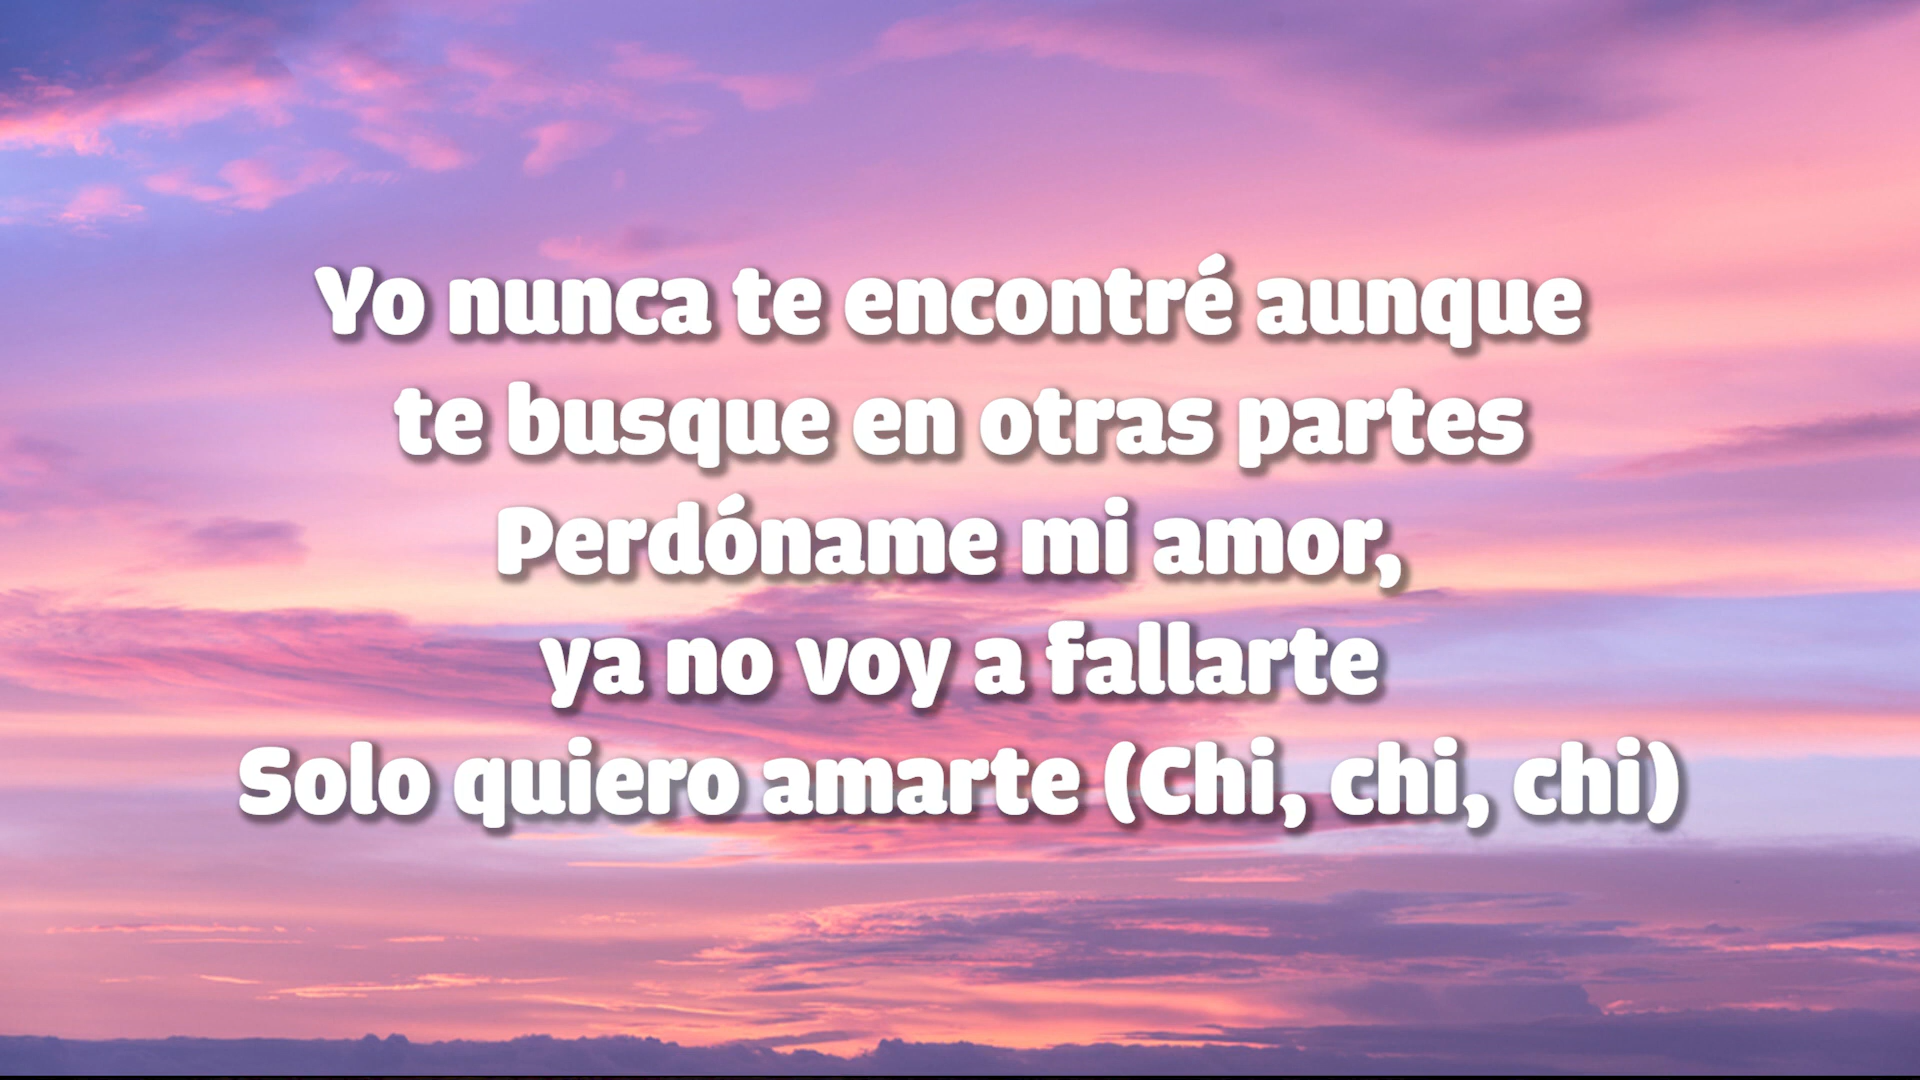 Yo nunca te encontré aunque
te busque en otras partes
Perdóname mi amor,
ya no voy a fallarte
Solo quiero amarte (Chi, chi, chi)